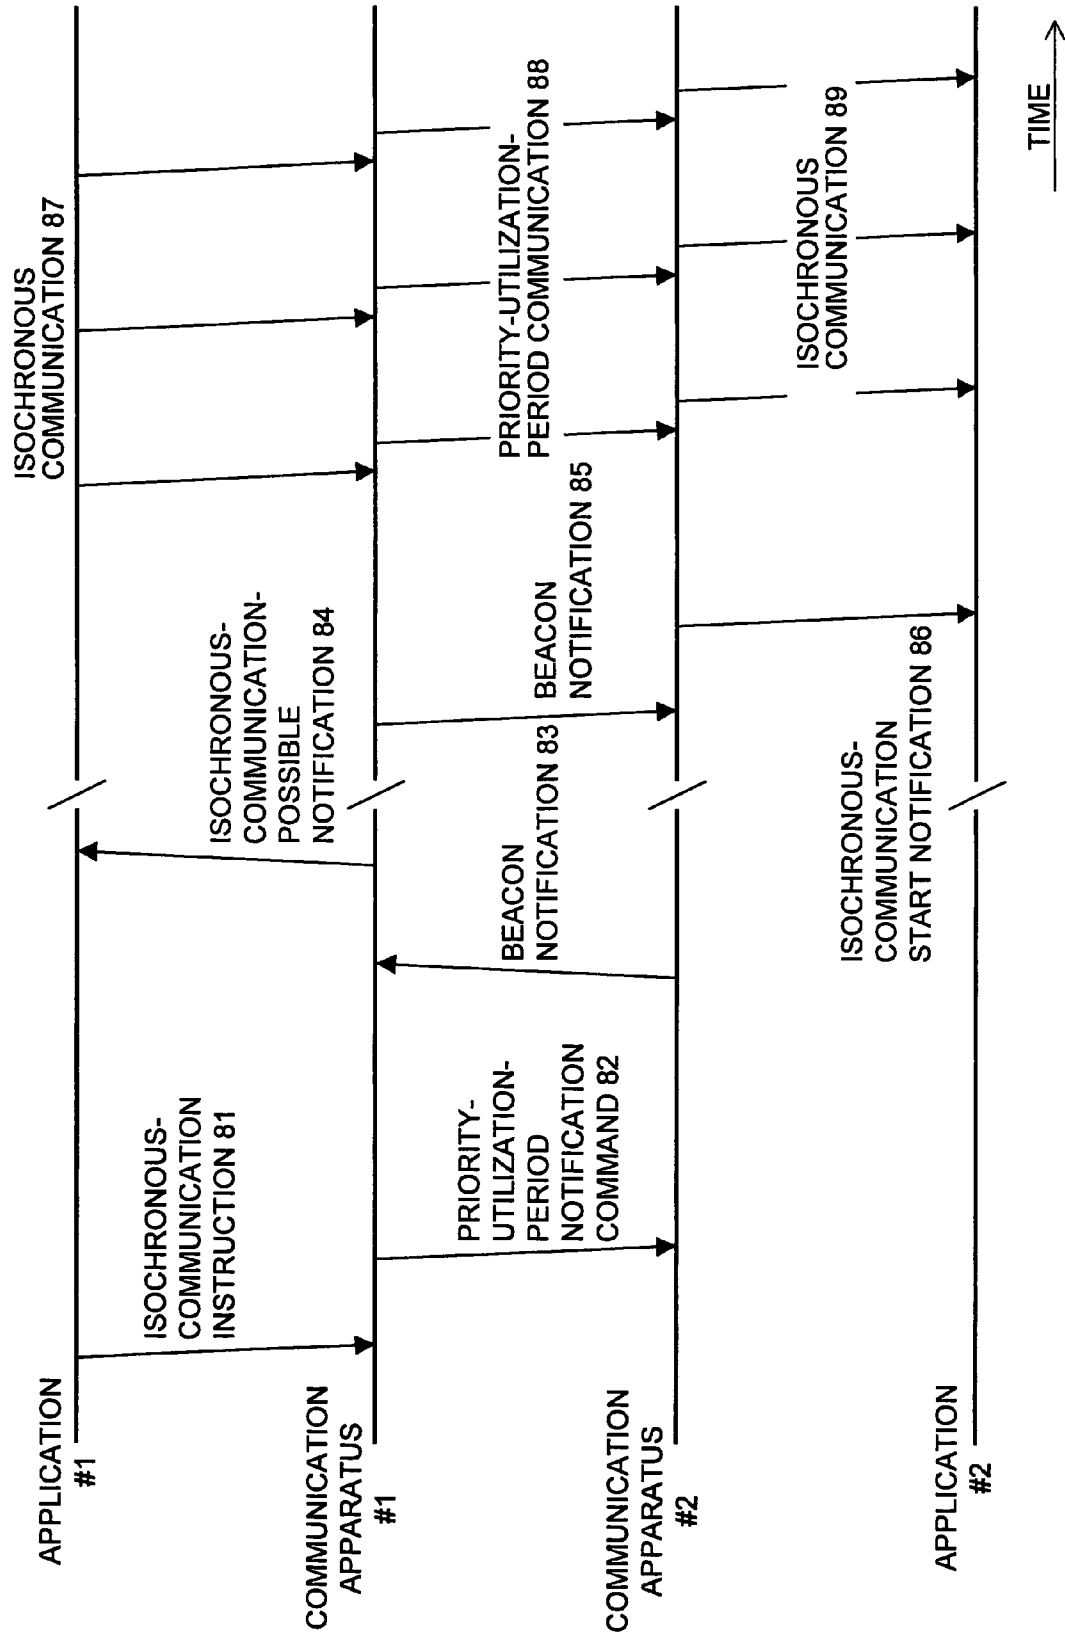 APPLICATION
#1
COMMUNICATION
APPARATUS
#1
COMMUNICATION
APPARATUS
#2
APPLICATION
#2
ISOCHRONOUS-
COMMUNICATION
INSTRUCTION 81
PRIORITY-
UTILIZATION-
PERIOD
NOTIFICATION
COMMAND 82
BEACON
NOTIFICATION 83
ISOCHRONOUS-
COMMUNICATION-
POSSIBLE
NOTIFICATION 84
BEACON
NOTIFICATION 85
ISOCHRONOUS-
COMMUNICATION
START NOTIFICATION 86
ISOCHRONOUS
COMMUNICATION 87
PRIORITY-UTILIZATION-
PERIOD COMMUNICATION 88
ISOCHRONOUS
COMMUNICATION 89
TIME